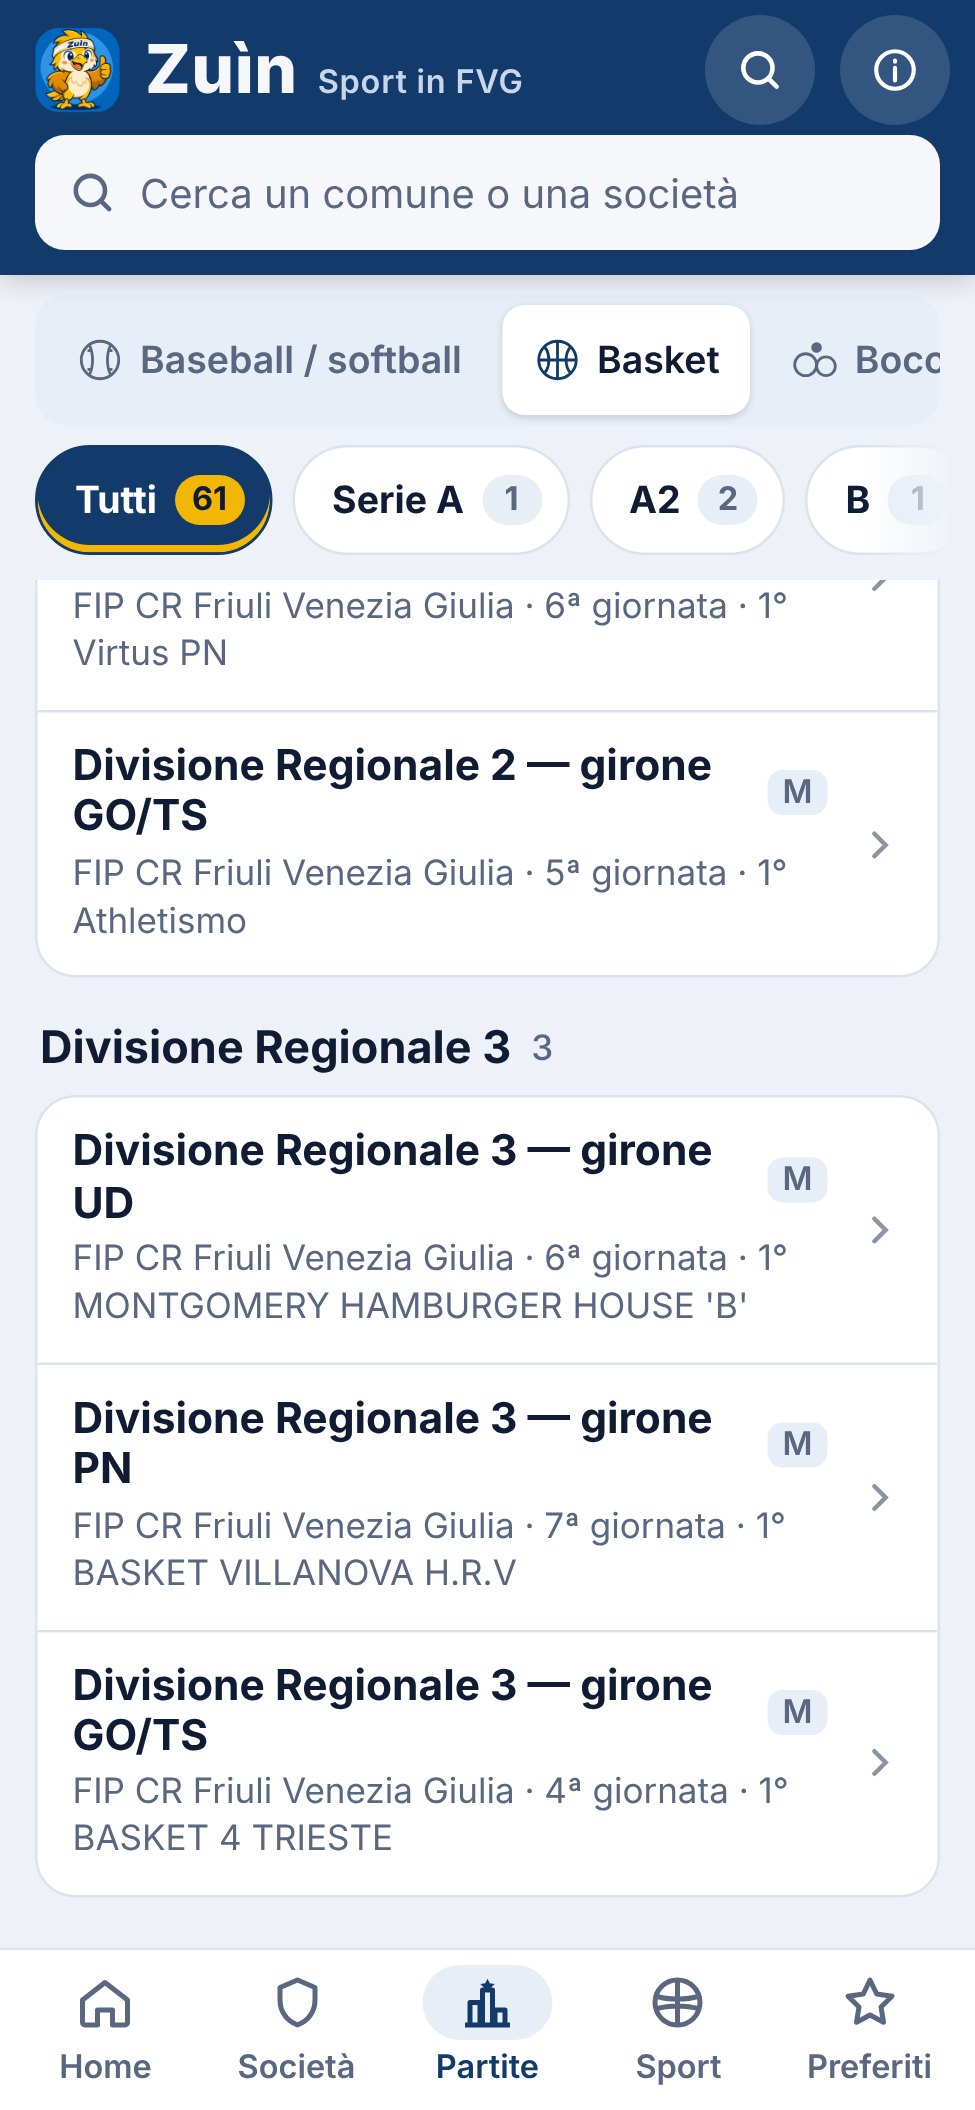 Zuìn Sport in FVG
Cerca un comune o una società
Baseball / softball Basket Bocc
Tutti 61 Serie A 1 A2 2 B 1
FIP CR Friuli Venezia Giulia · 6ª giornata · 1°
Virtus PN
Divisione Regionale 2 — girone
GO/TS
M
FIP CR Friuli Venezia Giulia · 5ª giornata · 1°
Athletismo
Divisione Regionale 3 3
Divisione Regionale 3 — girone
UD
M
FIP CR Friuli Venezia Giulia · 6ª giornata · 1°
MONTGOMERY HAMBURGER HOUSE 'B'
Divisione Regionale 3 — girone
PN
M
FIP CR Friuli Venezia Giulia · 7ª giornata · 1°
BASKET VILLANOVA H.R.V
Divisione Regionale 3 — girone
GO/TS
M
FIP CR Friuli Venezia Giulia · 4ª giornata · 1°
BASKET 4 TRIESTE
Home Società Partite Sport Preferiti